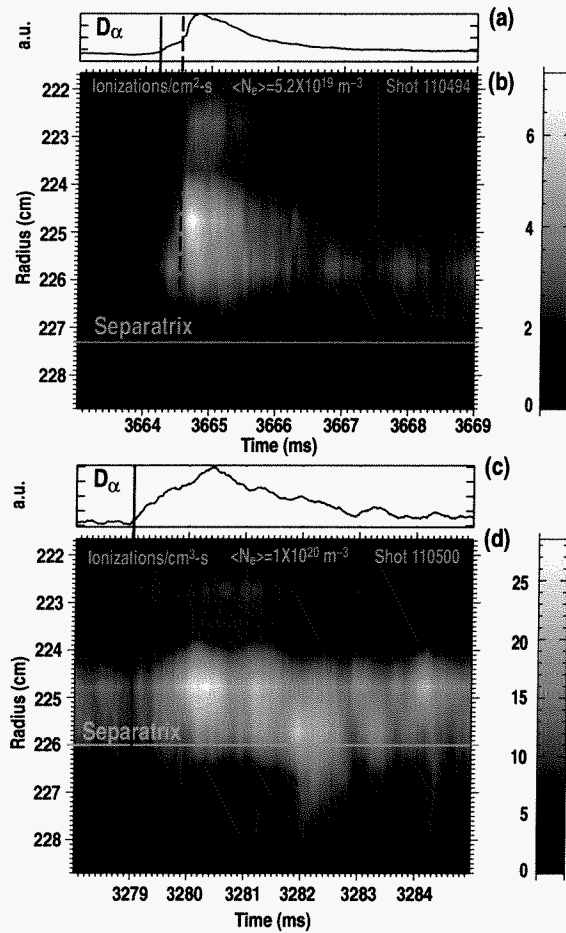 (a)
a.u.
Dα
(b)
Ionizations/cm²-s <Nₑ>=5.2X10¹⁹ m⁻³ Shot 110494
222
223
224
225
226
227
228
Radius (cm)
Separatrix
6
4
2
0
3664 3665 3666 3667 3668 3669
Time (ms)
(c)
a.u.
Dα
(d)
Ionizations/cm³-s <Nₑ>=1X10²⁰ m⁻³ Shot 110500
222
223
224
225
226
227
228
Radius (cm)
Separatrix
25
20
15
10
5
0
3279 3280 3281 3282 3283 3284
Time (ms)